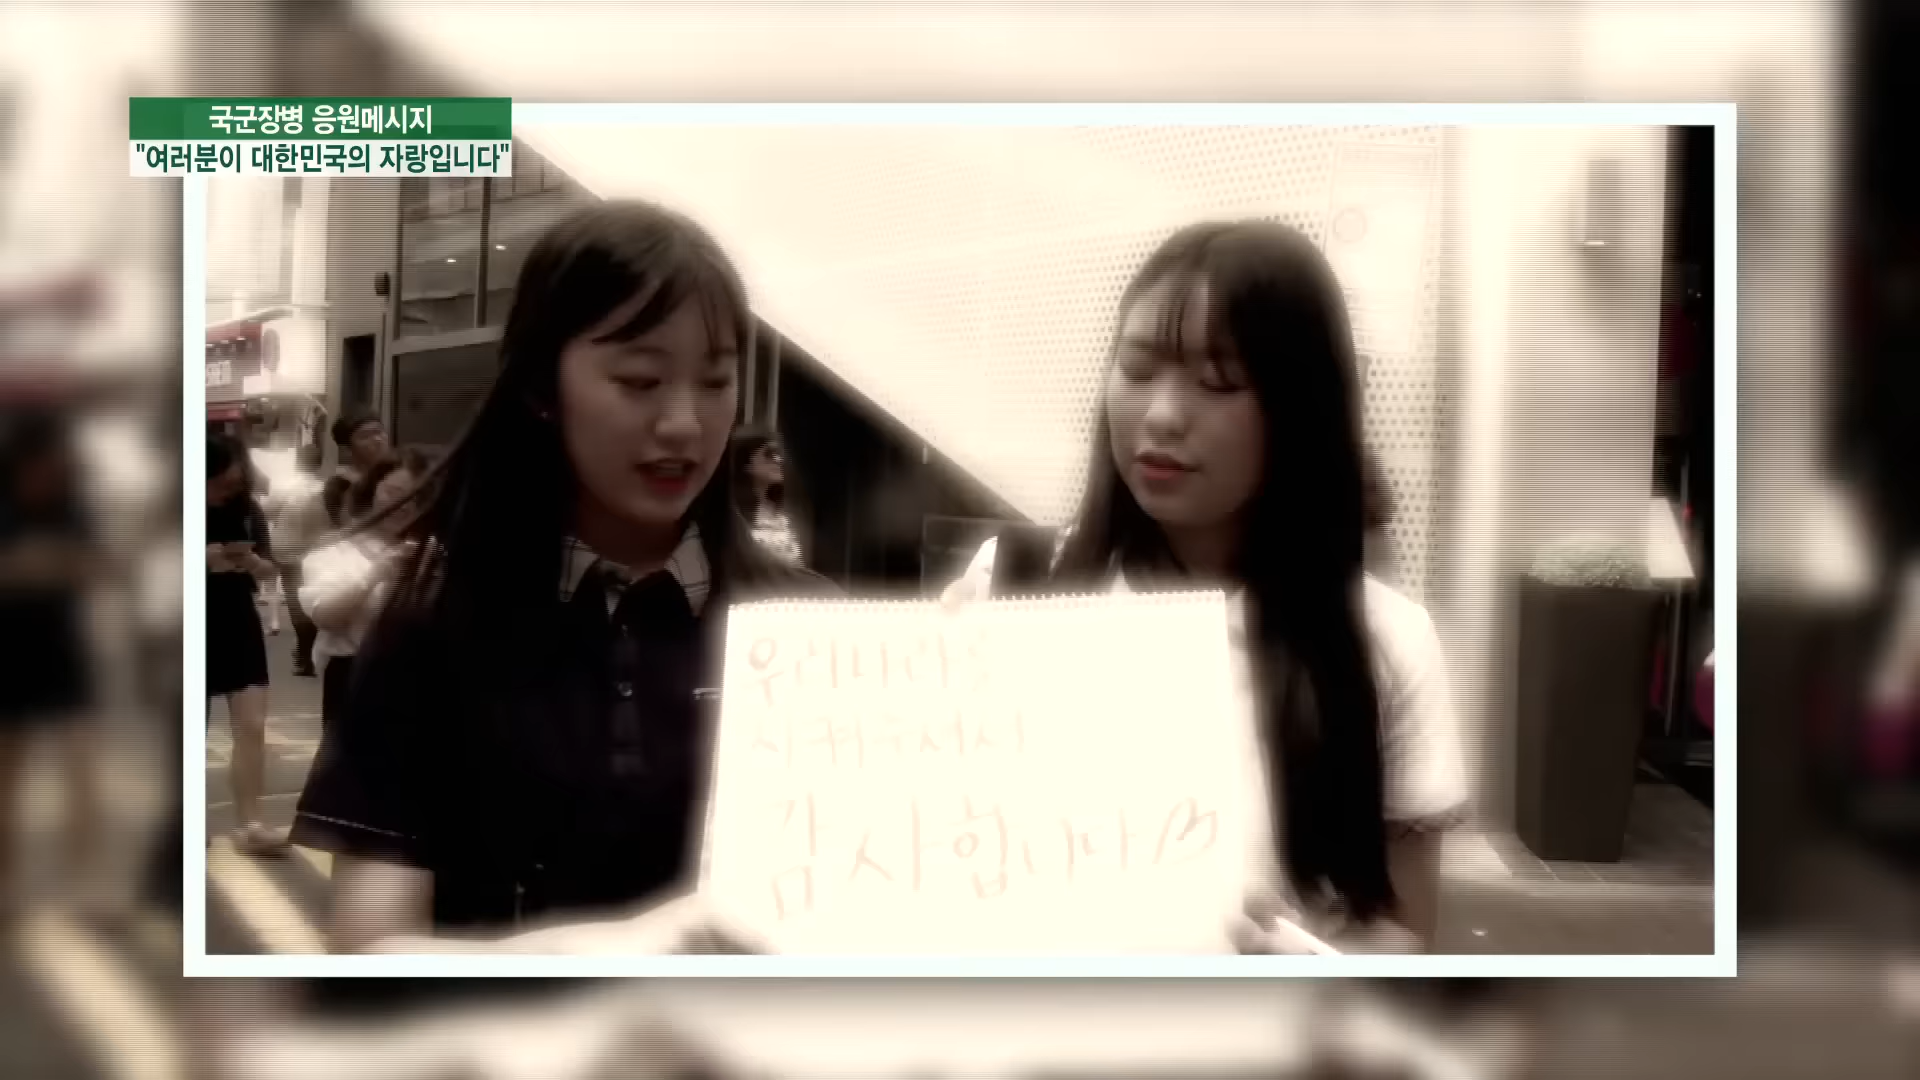 국군장병 응원메시지
"여러분이 대한민국의 자랑입니다"
우리나라를
지켜주셔서
감사합니다